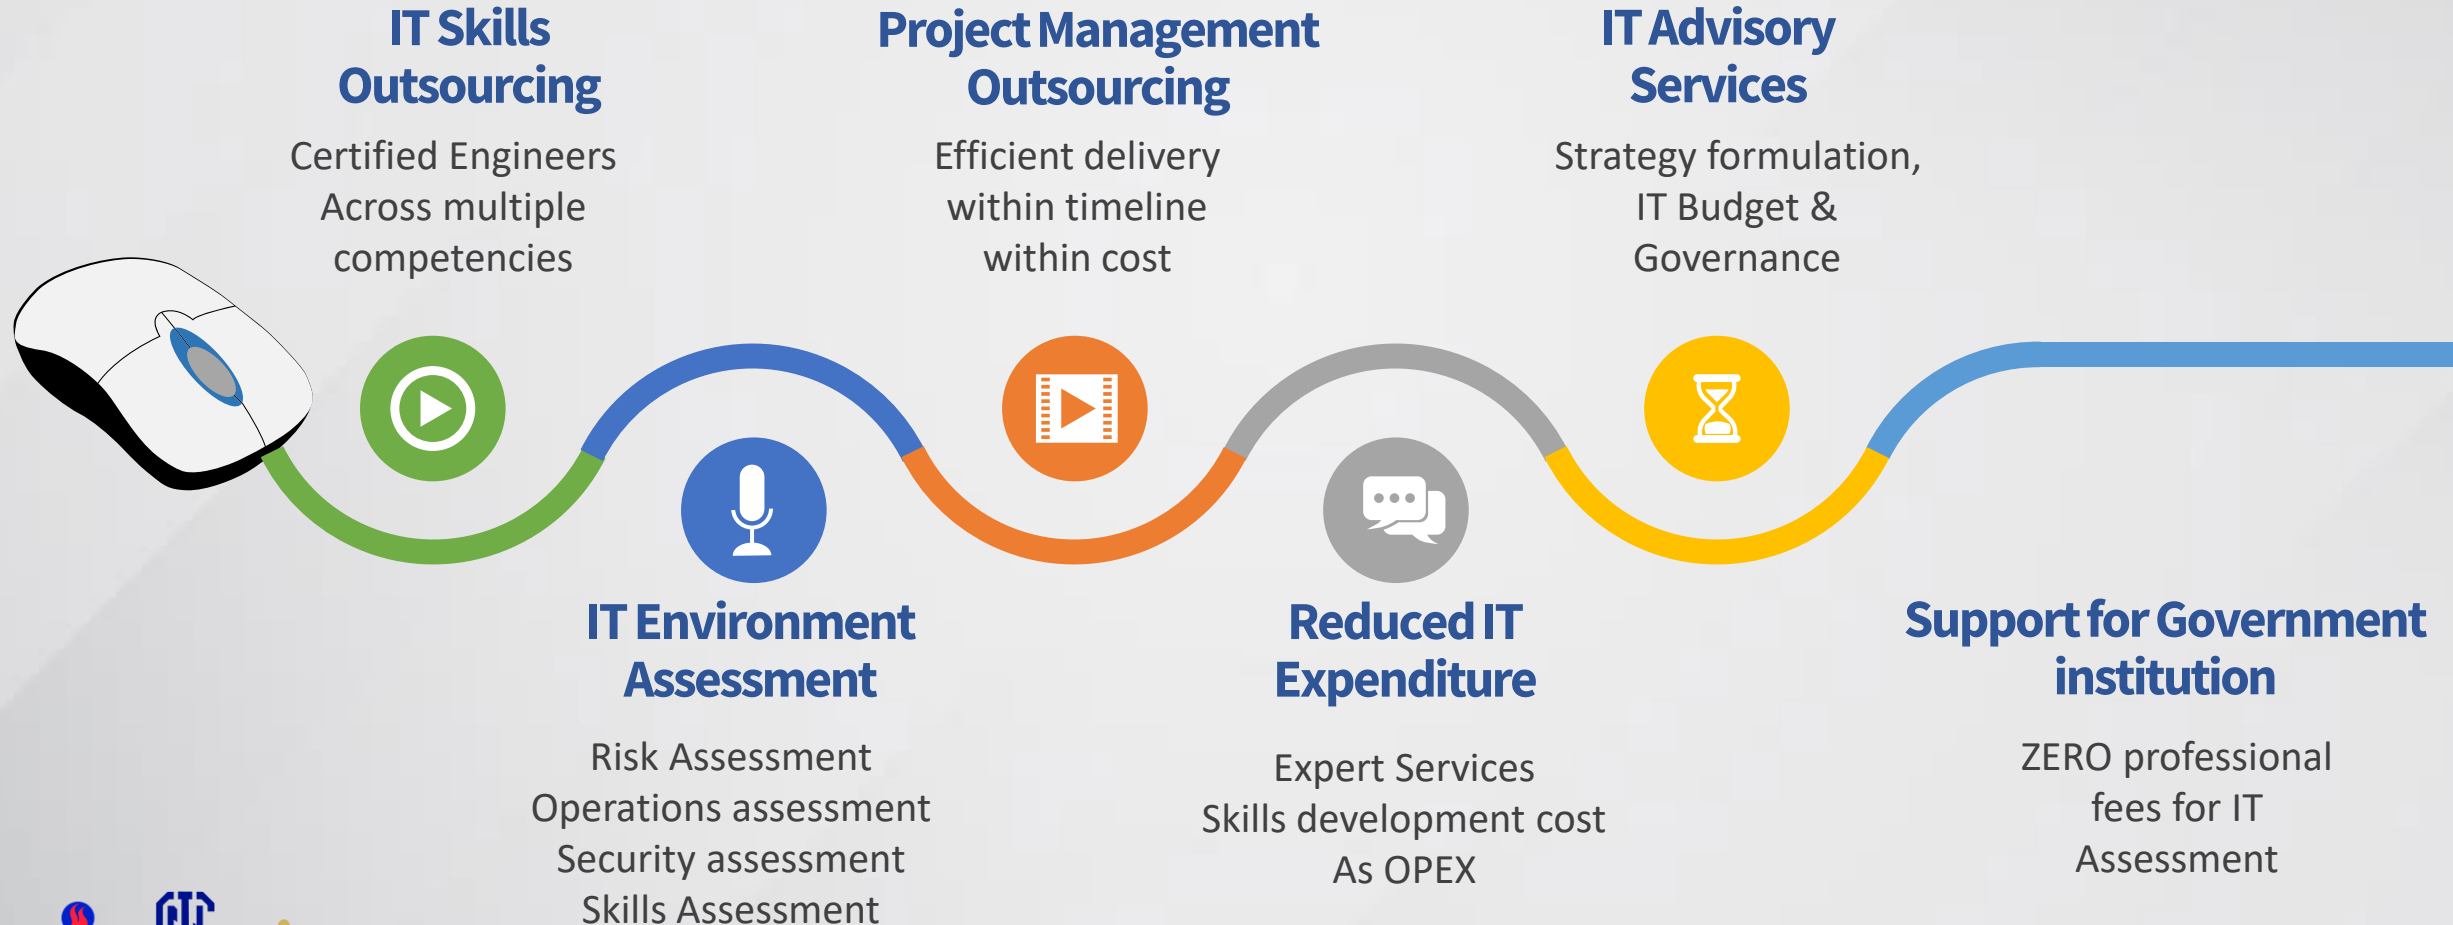 IT Skills
Outsourcing
Certified Engineers
Across multiple
competencies
Project Management
Outsourcing
Efficient delivery
within timeline
within cost
IT Advisory
Services
Strategy formulation,
IT Budget &
Governance
IT Environment
Assessment
Risk Assessment
Operations assessment
Security assessment
Skills Assessment
Reduced IT
Expenditure
Expert Services
Skills development cost
As OPEX
Support for Government
institution
ZERO professional
fees for IT
Assessment